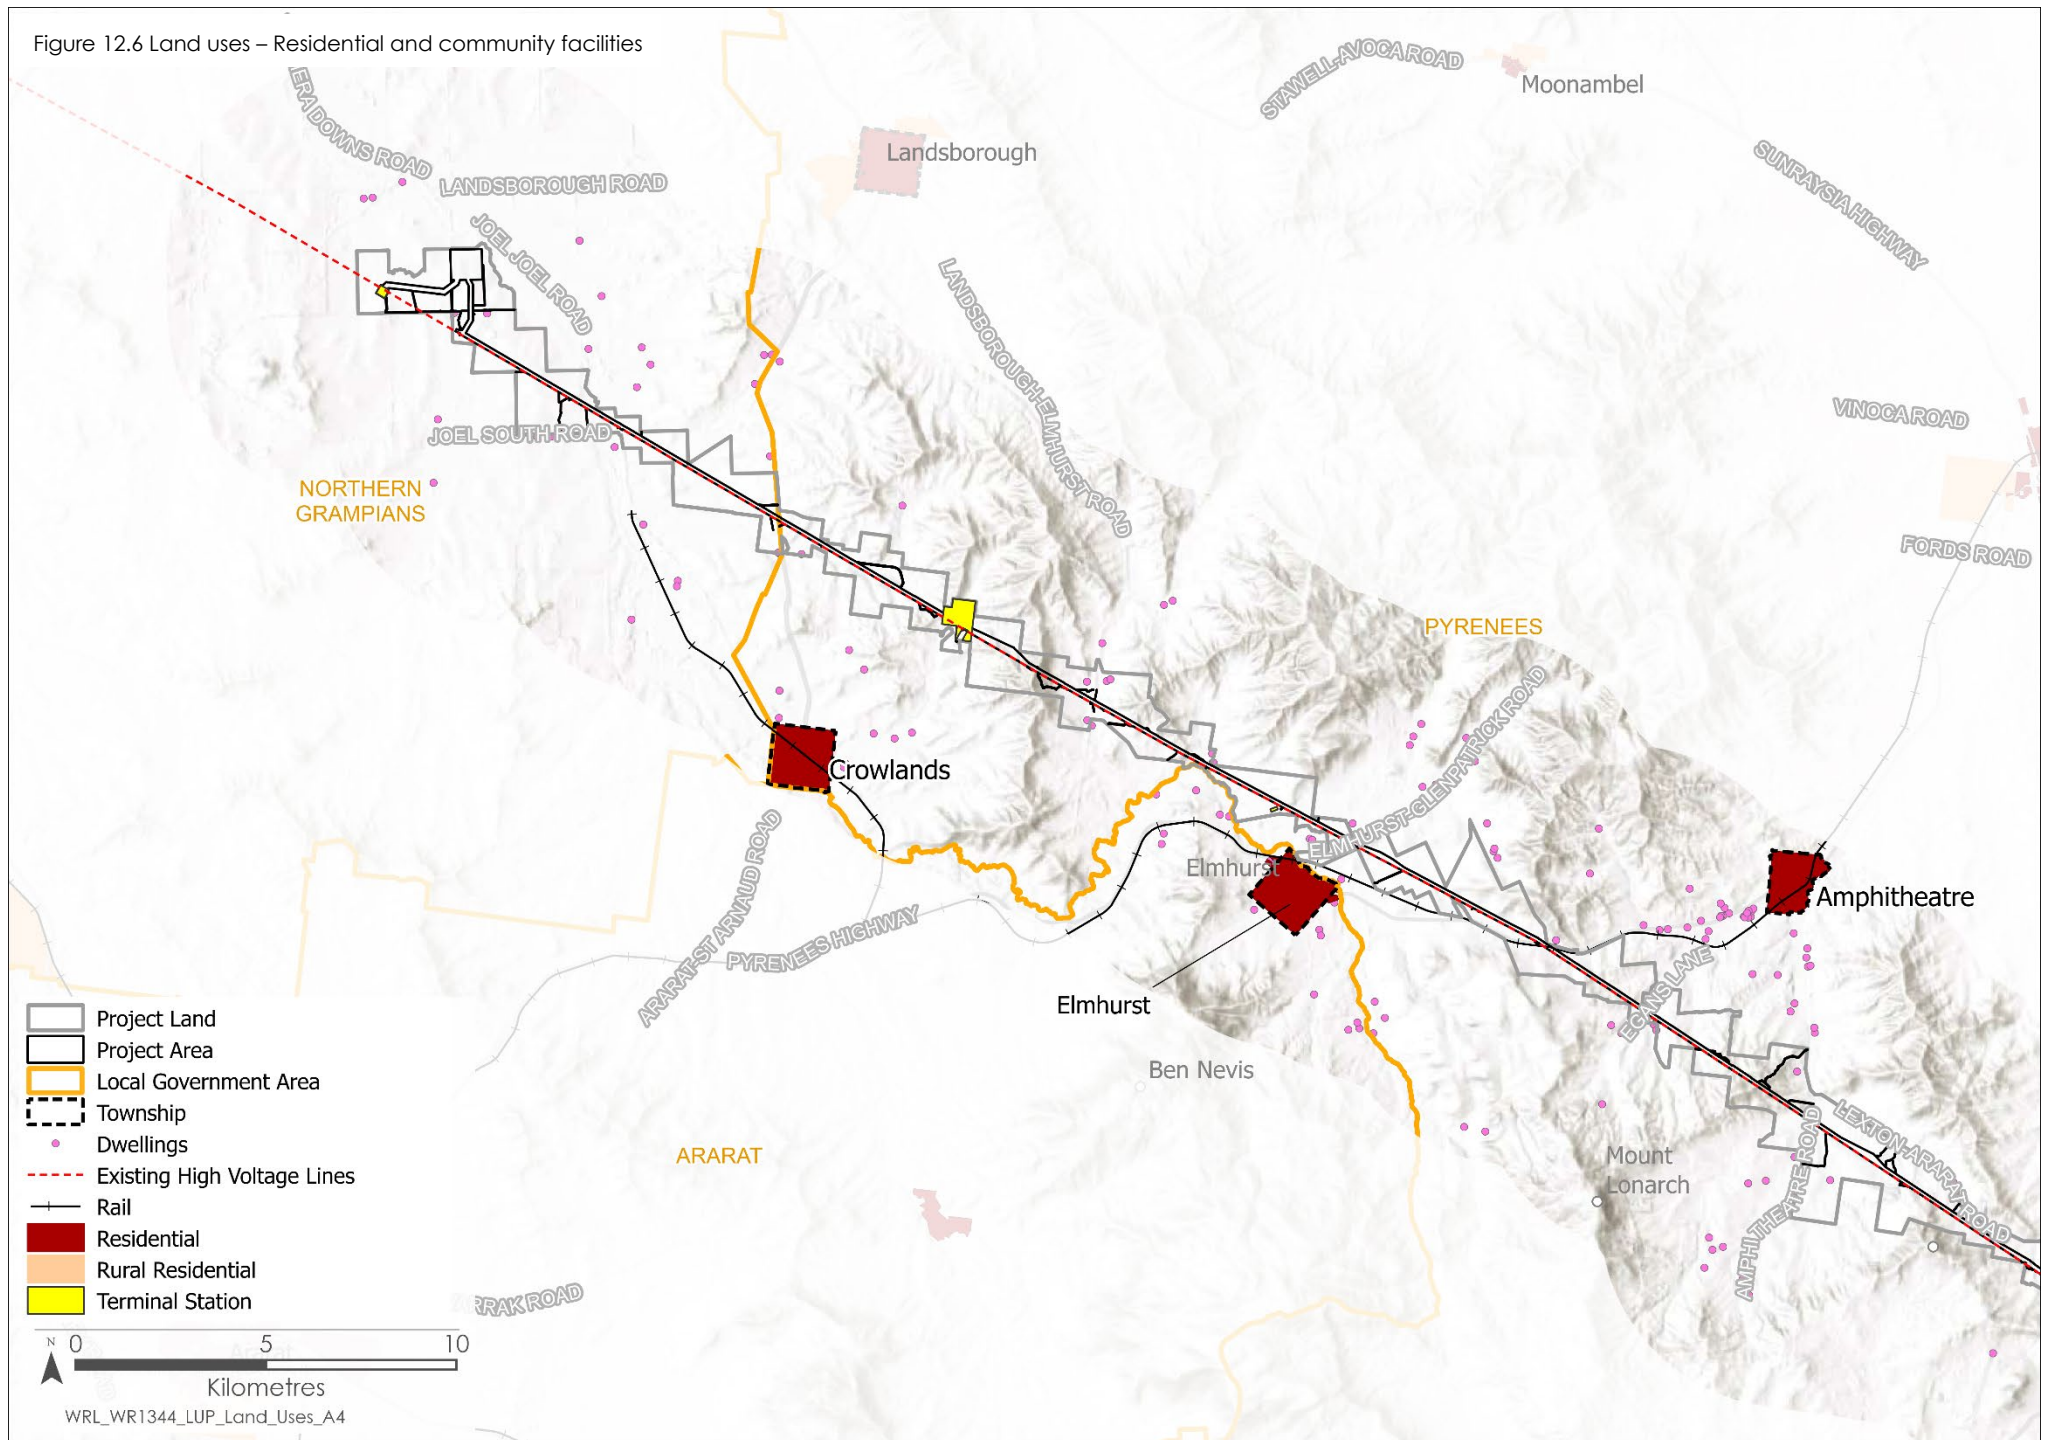 Figure 12.6 Land uses – Residential and community facilities
STAWELL-AVOCA ROAD
Moonambel
ERA DOWNS ROAD
LANDSBOROUGH ROAD
Landsborough
SUNRAYSIA HIGHWAY
JOEL JOEL ROAD
LANDSBOROUGH-ELMHURST ROAD
VINOCA ROAD
JOEL SOUTH ROAD
NORTHERN
GRAMPIANS
FORDS ROAD
PYRENEES
ELMHURST-GLENPATRICK ROAD
Crowlands
Elmhurst
Amphitheatre
ARARAT-ST ARNAUD ROAD
PYRENEES HIGHWAY
EGANS LANE
Elmhurst
Ben Nevis
ARARAT
Mount
Lonarch
AMPHITHEATRE ROAD
LEXTON-ARARAT ROAD
Project Land
Project Area
Local Government Area
Township
Dwellings
Existing High Voltage Lines
Rail
Residential
Rural Residential
Terminal Station
RRAK ROAD
N
0 5 10
Ararat
Kilometres
WRL_WR1344_LUP_Land_Uses_A4